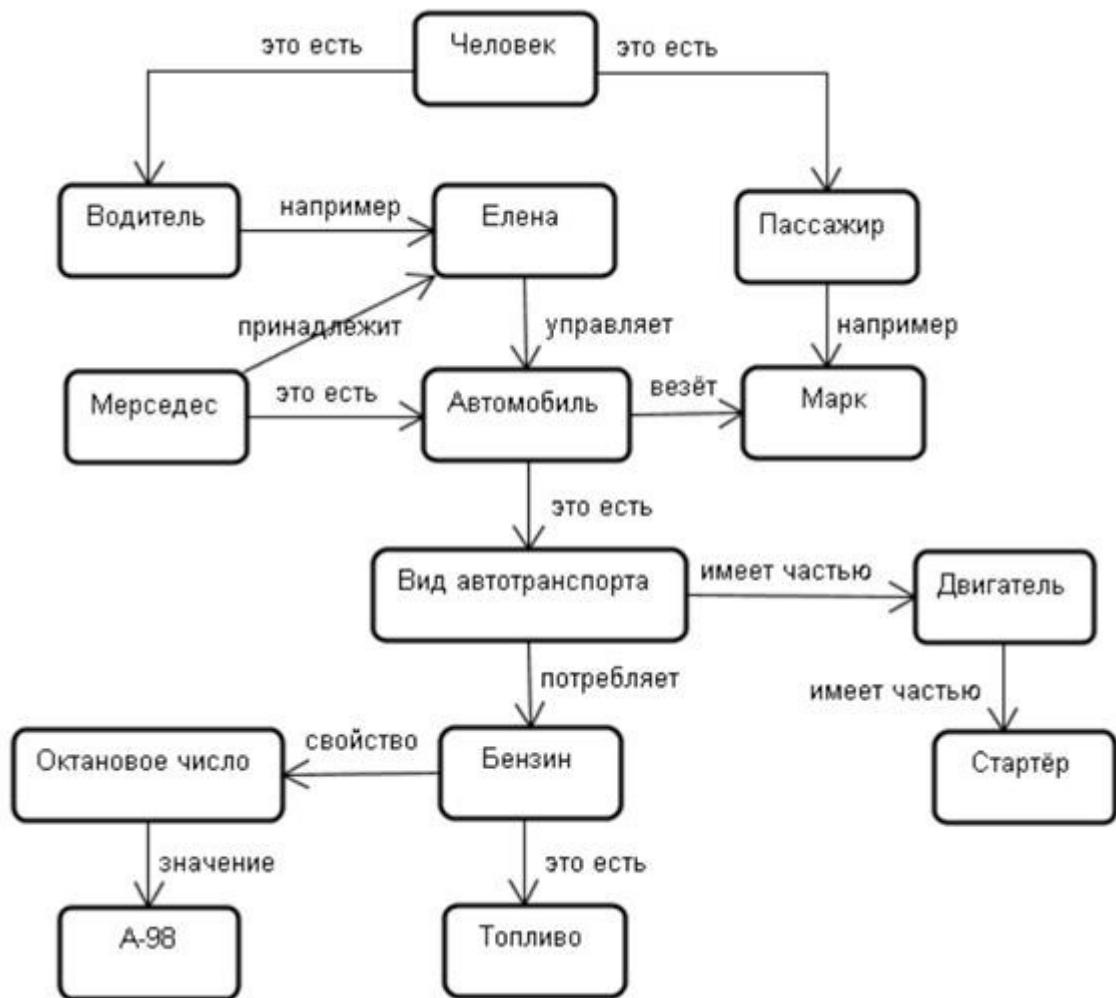 это есть
Человек
это есть
Водитель
например
Елена
Пассажир
принадлежит
управляет
например
Мерседес
это есть
Автомобиль
везёт
Марк
это есть
Вид автотранспорта
имеет частью
Двигатель
потребляет
имеет частью
Октановое число
свойство
Бензин
Стартёр
значение
это есть
А-98
Топливо